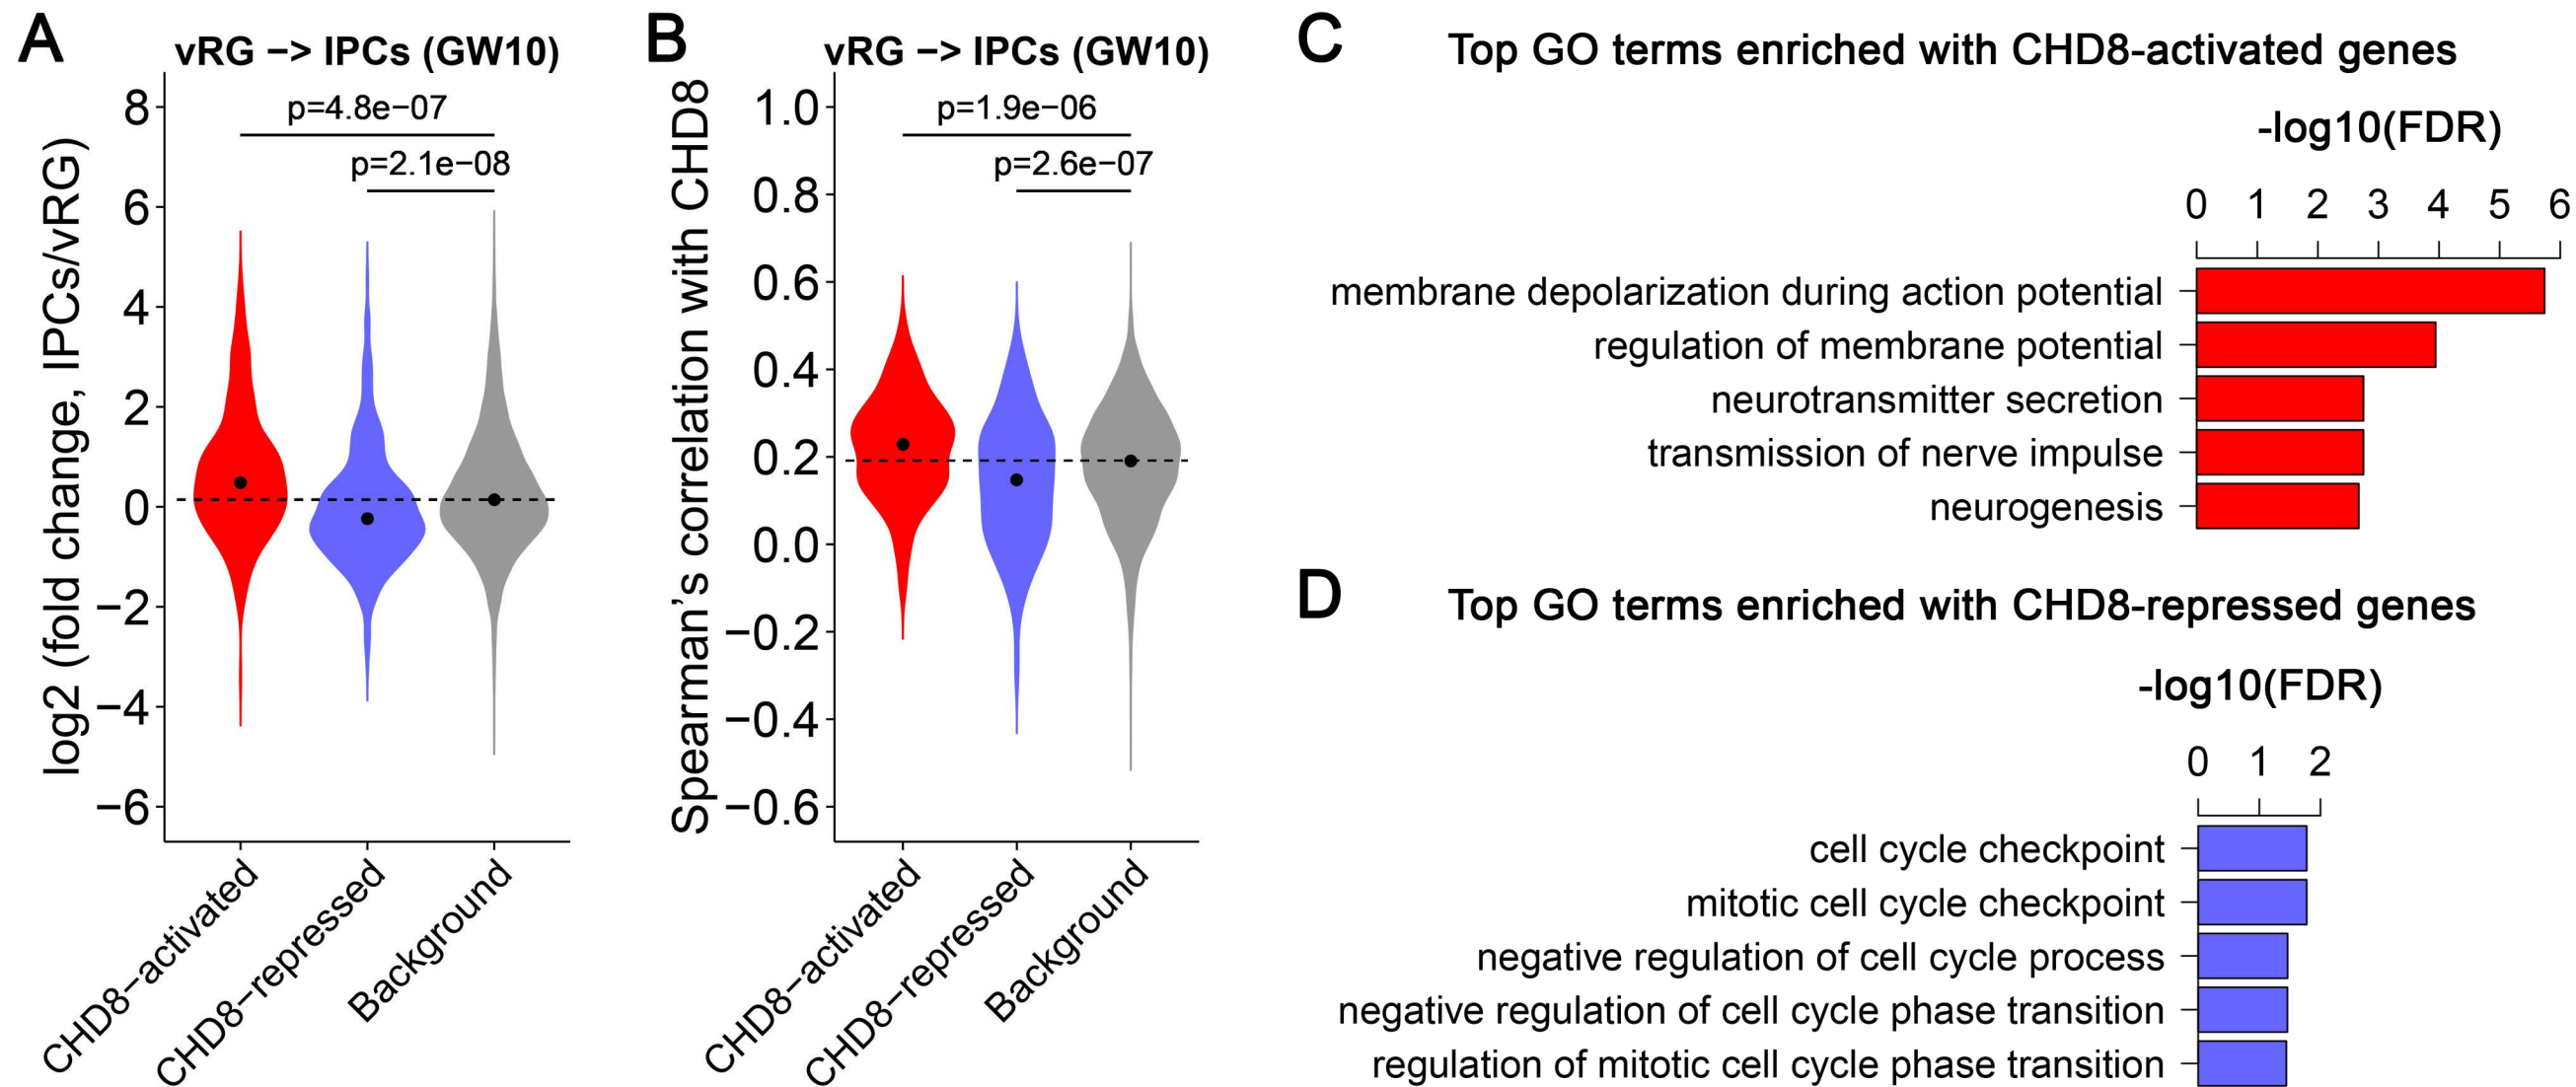 A
vRG −> IPCs (GW10)
log2 (fold change, IPCs/vRG)
8
6
4
2
0
−2
−4
−6
p=4.8e−07
p=2.1e−08
CHD8−activated
CHD8−repressed
Background
B
vRG −> IPCs (GW10)
Spearman's correlation with CHD8
1.0
0.8
0.6
0.4
0.2
0.0
−0.2
−0.4
−0.6
p=1.9e−06
p=2.6e−07
CHD8−activated
CHD8−repressed
Background
C
Top GO terms enriched with CHD8-activated genes
-log10(FDR)
0 1 2 3 4 5 6
membrane depolarization during action potential
regulation of membrane potential
neurotransmitter secretion
transmission of nerve impulse
neurogenesis
D
Top GO terms enriched with CHD8-repressed genes
-log10(FDR)
0 1 2
cell cycle checkpoint
mitotic cell cycle checkpoint
negative regulation of cell cycle process
negative regulation of cell cycle phase transition
regulation of mitotic cell cycle phase transition